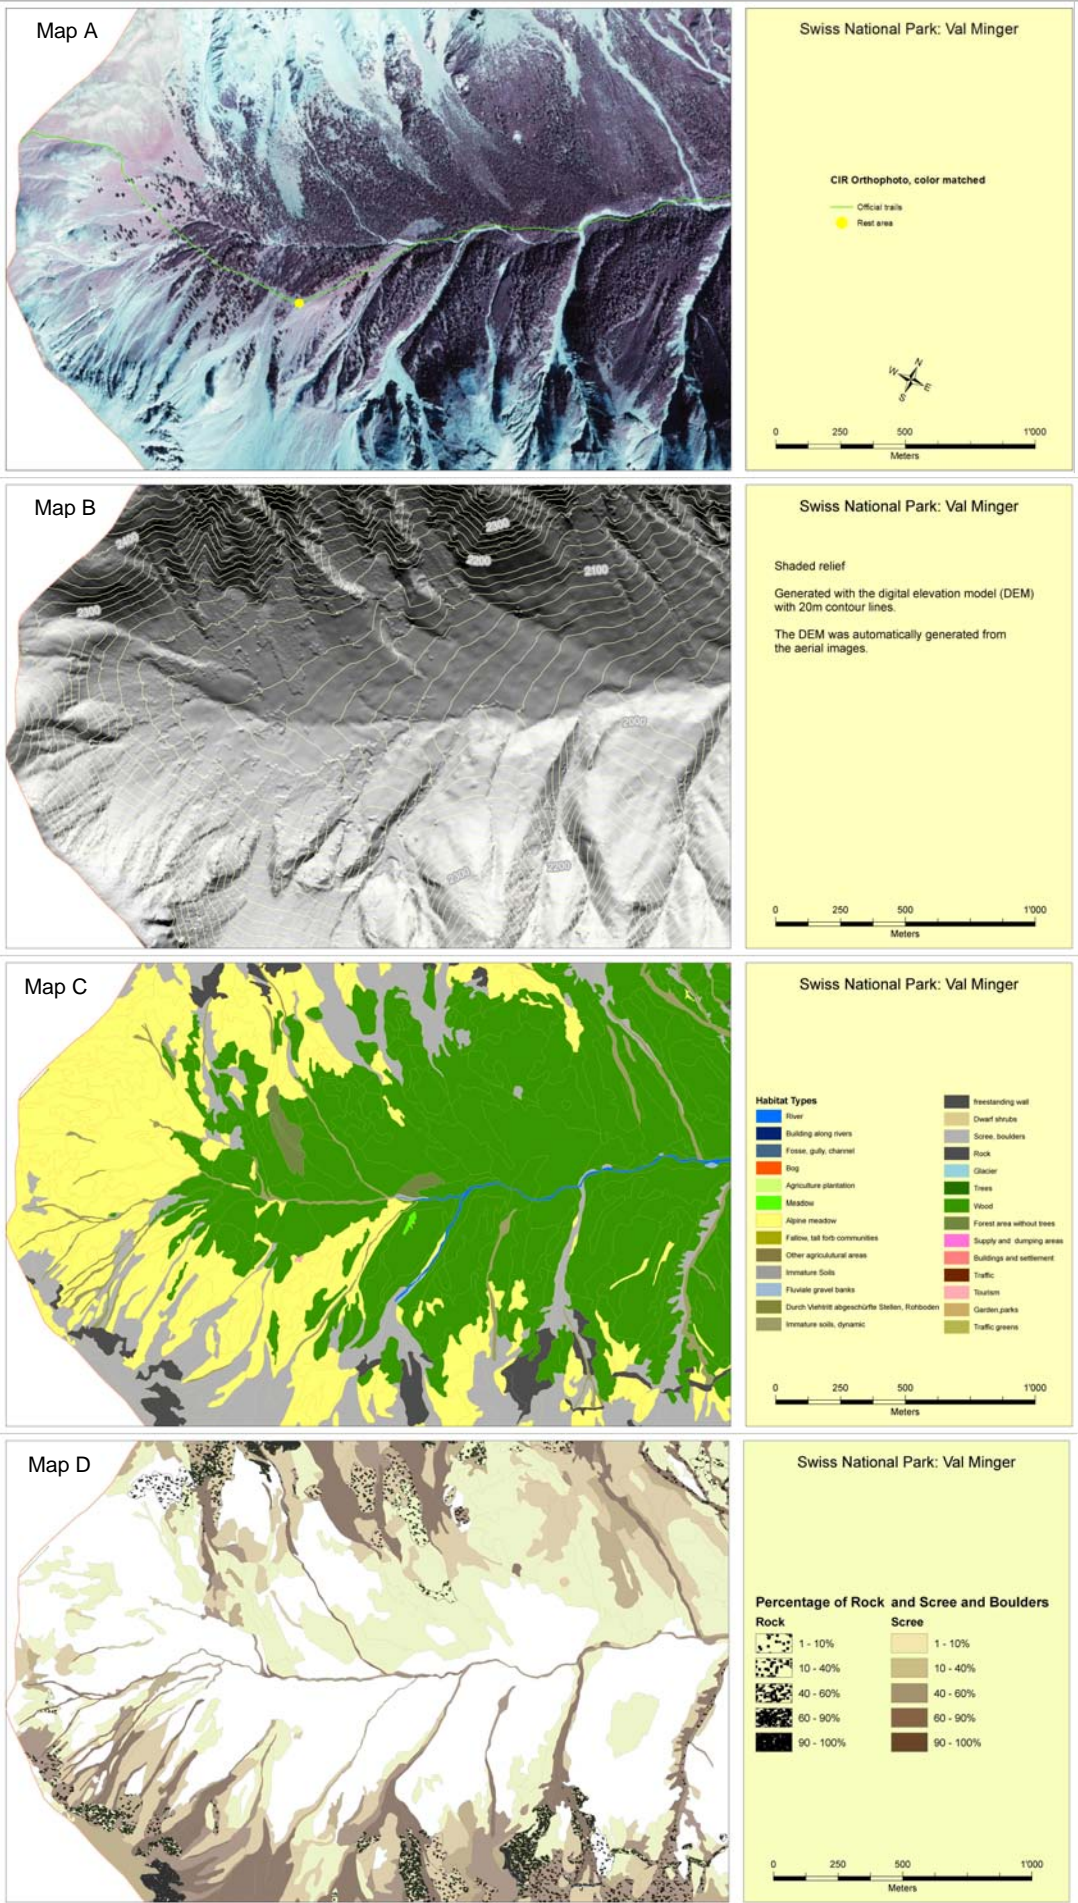 Map A
Swiss National Park: Val Minger
CIR Orthophoto, color matched
Official trails
Rest area
N
W
E
S
0 250 500 1'000
Meters
Map B
2400
2300
2300
2200
2100
2000
2300
2200
Swiss National Park: Val Minger
Shaded relief
Generated with the digital elevation model (DEM)
with 20m contour lines.
The DEM was automatically generated from
the aerial images.
0 250 500 1'000
Meters
Map C
Swiss National Park: Val Minger
Habitat Types
River
Building along rivers
Fosse, gully, channel
Bog
Agriculture plantation
Meadow
Alpine meadow
Fallow, tall forb communities
Other agriculutural areas
Immature Soils
Fluviale gravel banks
Durch Viehtritt abgeschürfte Stellen, Rohboden
Immature soils, dynamic
freestanding wall
Dwarf shrubs
Scree, boulders
Rock
Glacier
Trees
Wood
Forest area without trees
Supply and dumping areas
Buildings and settlement
Traffic
Tourism
Garden,parks
Traffic greens
0 250 500 1'000
Meters
Map D
Swiss National Park: Val Minger
Percentage of Rock and Scree and Boulders
Rock Scree
1 - 10% 1 - 10%
10 - 40% 10 - 40%
40 - 60% 40 - 60%
60 - 90% 60 - 90%
90 - 100% 90 - 100%
0 250 500 1'000
Meters